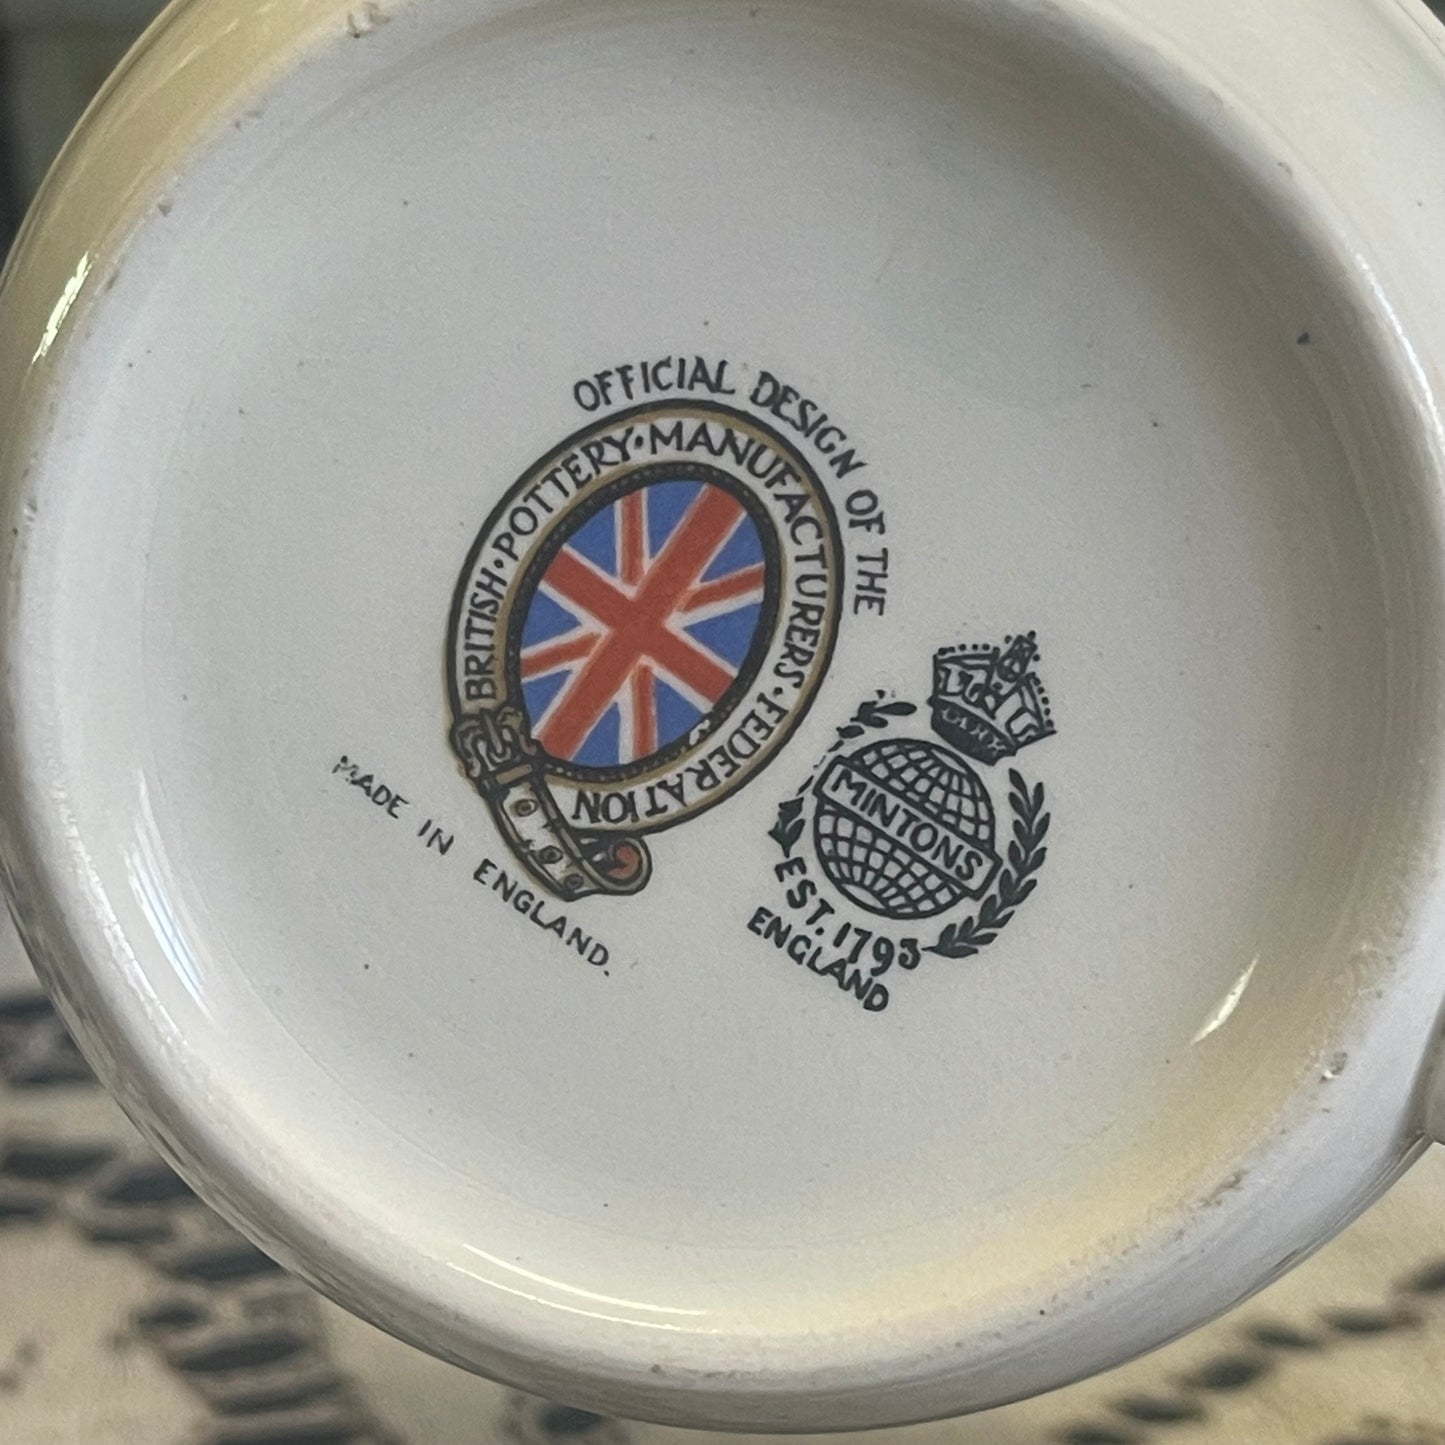 OFFICIAL DESIGN OF THE
BRITISH·POTTERY·MANUFACTURERS·FEDERATION
MADE IN ENGLAND.
MINTONS
EST. 1793
ENGLAND